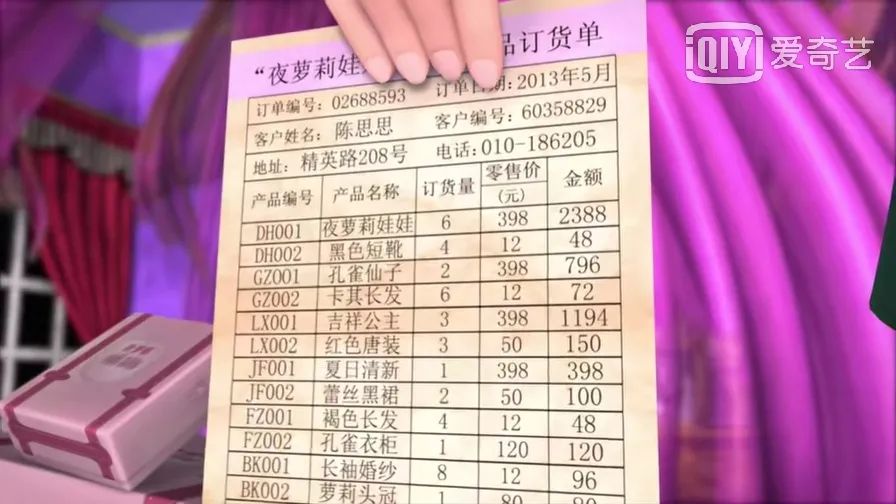 QIY 爱奇艺
“夜萝莉娃 品订货单
订单编号：02688593 订单日期：2013年5月
客户姓名：陈思思 客户编号：60358829
地址：精英路208号 电话：010-186205
产品编号 产品名称 订货量 零售价(元) 金额
DH001 夜萝莉娃娃 6 398 2388
DH002 黑色短靴 4 12 48
GZ001 孔雀仙子 2 398 796
GZ002 卡其长发 6 12 72
LX001 吉祥公主 3 398 1194
LX002 红色唐装 3 50 150
JF001 夏日清新 1 398 398
JF002 蕾丝黑裙 2 50 100
FZ001 褐色长发 4 12 48
FZ002 孔雀衣柜 1 120 120
BK001 长袖婚纱 8 12 96
BK002 萝莉头冠 1 80 80